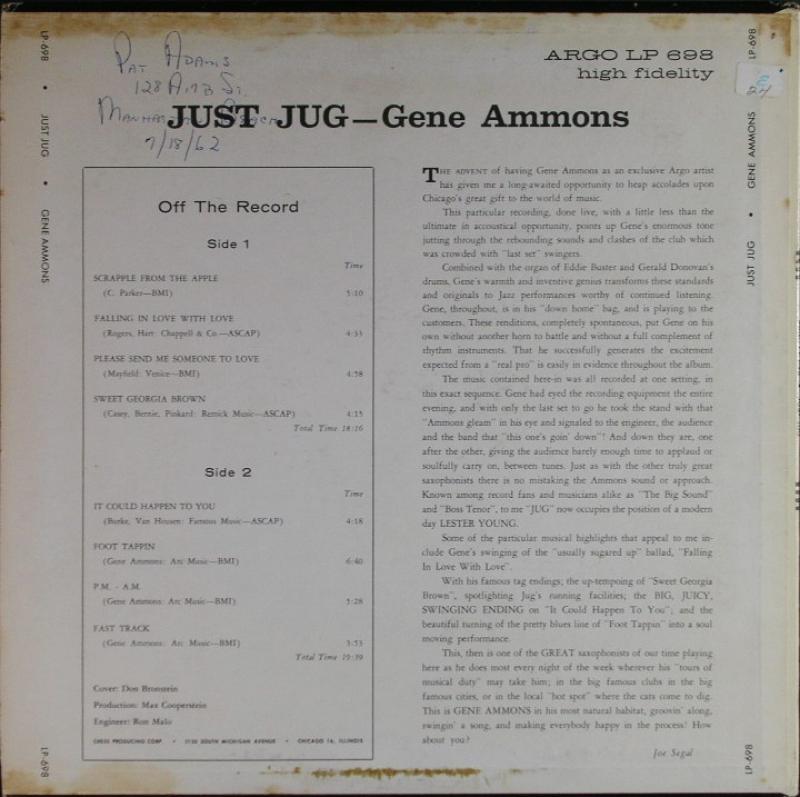 ARGO LP 698
high fidelity
PAT ADAMS
128 A
MANHATTAN BEACH
7/18/62
JUST JUG—Gene Ammons
LP-698 • JUST JUG • GENE AMMONS
LP-698
LP-698
GENE AMMONS
•
JUST JUG
LP-698
Off The Record
Side 1
Time
SCRAPPLE FROM THE APPLE
(C. Parker—BMI) 5:10
FALLING IN LOVE WITH LOVE
(Rogers, Hart: Chappell & Co.—ASCAP) 4:33
PLEASE SEND ME SOMEONE TO LOVE
(Mayfield: Venice—BMI) 4:58
SWEET GEORGIA BROWN
(Casey, Bernie, Pinkard: Remick Music—ASCAP) 4:15
Total Time 18:16
Side 2
Time
IT COULD HAPPEN TO YOU
(Burke, Van Heusen: Famous Music—ASCAP) 4:18
FOOT TAPPIN
(Gene Ammons: Arc Music—BMI) 6:40
P.M. - A.M.
(Gene Ammons: Arc Music—BMI) 5:28
FAST TRACK
(Gene Ammons: Arc Music—BMI) 3:53
Total Time 19:39
Cover: Don Bronstein
Production: Max Cooperstein
Engineer: Ron Malo
CHESS PRODUCING CORP • 2120 SOUTH MICHIGAN AVENUE • CHICAGO 16, ILLINOIS
THE ADVENT of having Gene Ammons as an exclusive Argo artist
has given me a long-awaited opportunity to heap accolades upon
Chicago's great gift to the world of music.
This particular recording, done live, with a little less than the
ultimate in accoustical opportunity, points up Gene's enormous tone
jutting through the rebounding sounds and clashes of the club which
was crowded with "last set" swingers.
Combined with the organ of Eddie Buster and Gerald Donovan's
drums, Gene's warmth and inventive genius transforms these standards
and originals to Jazz performances worthy of continued listening.
Gene, throughout, is in his "down home" bag, and is playing to the
customers. These renditions, completely spontaneous, put Gene on his
own without another horn to battle and without a full complement of
rhythm instruments. That he successfully generates the excitement
expected from a "real pro" is easily in evidence throughout the album.
The music contained here-in was all recorded at one setting, in
this exact sequence. Gene had eyed the recording equipment the entire
evening, and with only the last set to go he took the stand with that
"Ammons gleam" in his eye and signaled to the engineer, the audience
and the band that "this one's goin' down"! And down they are, one
after the other, giving the audience barely enough time to applaud or
soulfully carry on, between tunes. Just as with the other truly great
saxophonists there is no mistaking the Ammons sound or approach.
Known among record fans and musicians alike as "The Big Sound"
and "Boss Tenor", to me "JUG" now occupies the position of a modern
day LESTER YOUNG.
Some of the particular musical highlights that appeal to me in-
clude Gene's swinging of the "usually sugared up" ballad, "Falling
In Love With Love".
With his famous tag endings; the up-tempoing of "Sweet Georgia
Brown", spotlighting Jug's running facilities; the BIG, JUICY,
SWINGING ENDING on "It Could Happen To You"; and the
beautiful turning of the pretty blues line of "Foot Tappin" into a soul
moving performance.
This, then is one of the GREAT saxophonists of our time playing
here as he does most every night of the week wherever his "tours of
musical duty" may take him; in the big famous clubs in the big
famous cities, or in the local "hot spot" where the cats come to dig.
This is GENE AMMONS in his most natural habitat, groovin' along,
swingin' a song, and making everybody happy in the process! How
about you?
Joe Segal